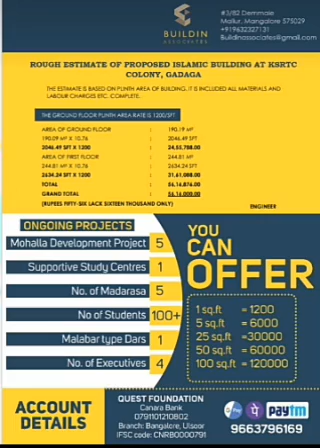 BUILDIN
ASSOCIATES
#3/82 Demmale
Mallur, Mangalore 575029
+919632327131
Buildinassociates@gmail.com
ROUGH ESTIMATE OF PROPOSED ISLAMIC BUILDING AT KSRTC
COLONY, GADAGA
THE ESTIMATE IS BASED ON PLINTH AREA OF BUILDING. IT IS INCLUDED ALL MATERIALS AND
LABOUR CHARGES ETC. COMPLETE.
THE GROUND FLOOR PLINTH AREA RATE IS 1200/SFT
AREA OF GROUND FLOOR : 190.19 M²
190.09 M² X 10.76 : 2046.49 SFT
2046.49 SFT X 1200 : 24,55,788.00
AREA OF FIRST FLOOR : 244.81 M²
244.81 M² X 10.76 : 2634.24 SFT
2634.24 SFT X 1200 : 31,61,088.00
TOTAL : 56,16,876.00
GRAND TOTAL : 56,16,000.00
(RUPEES FIFTY-SIX LACK SIXTEEN THOUSAND ONLY)
ENGINEER
ONGOING PROJECTS
Mohalla Development Project 5
Supportive Study Centres 1
No. of Madarasa 5
No of Students 100+
Malabar type Dars 1
No. of Executives 4
YOU
CAN
OFFER
1 sq.ft = 1200
5 sq.ft = 6000
25 sq.ft =30000
50 sq.ft = 60000
100 sq.ft = 120000
ACCOUNT
DETAILS
QUEST FOUNDATION
Canara Bank
0791101210802
Branch: Bangalore, Ulsoor
IFSC code: CNRB0000791
G Pay
पे
paytm
9663796169